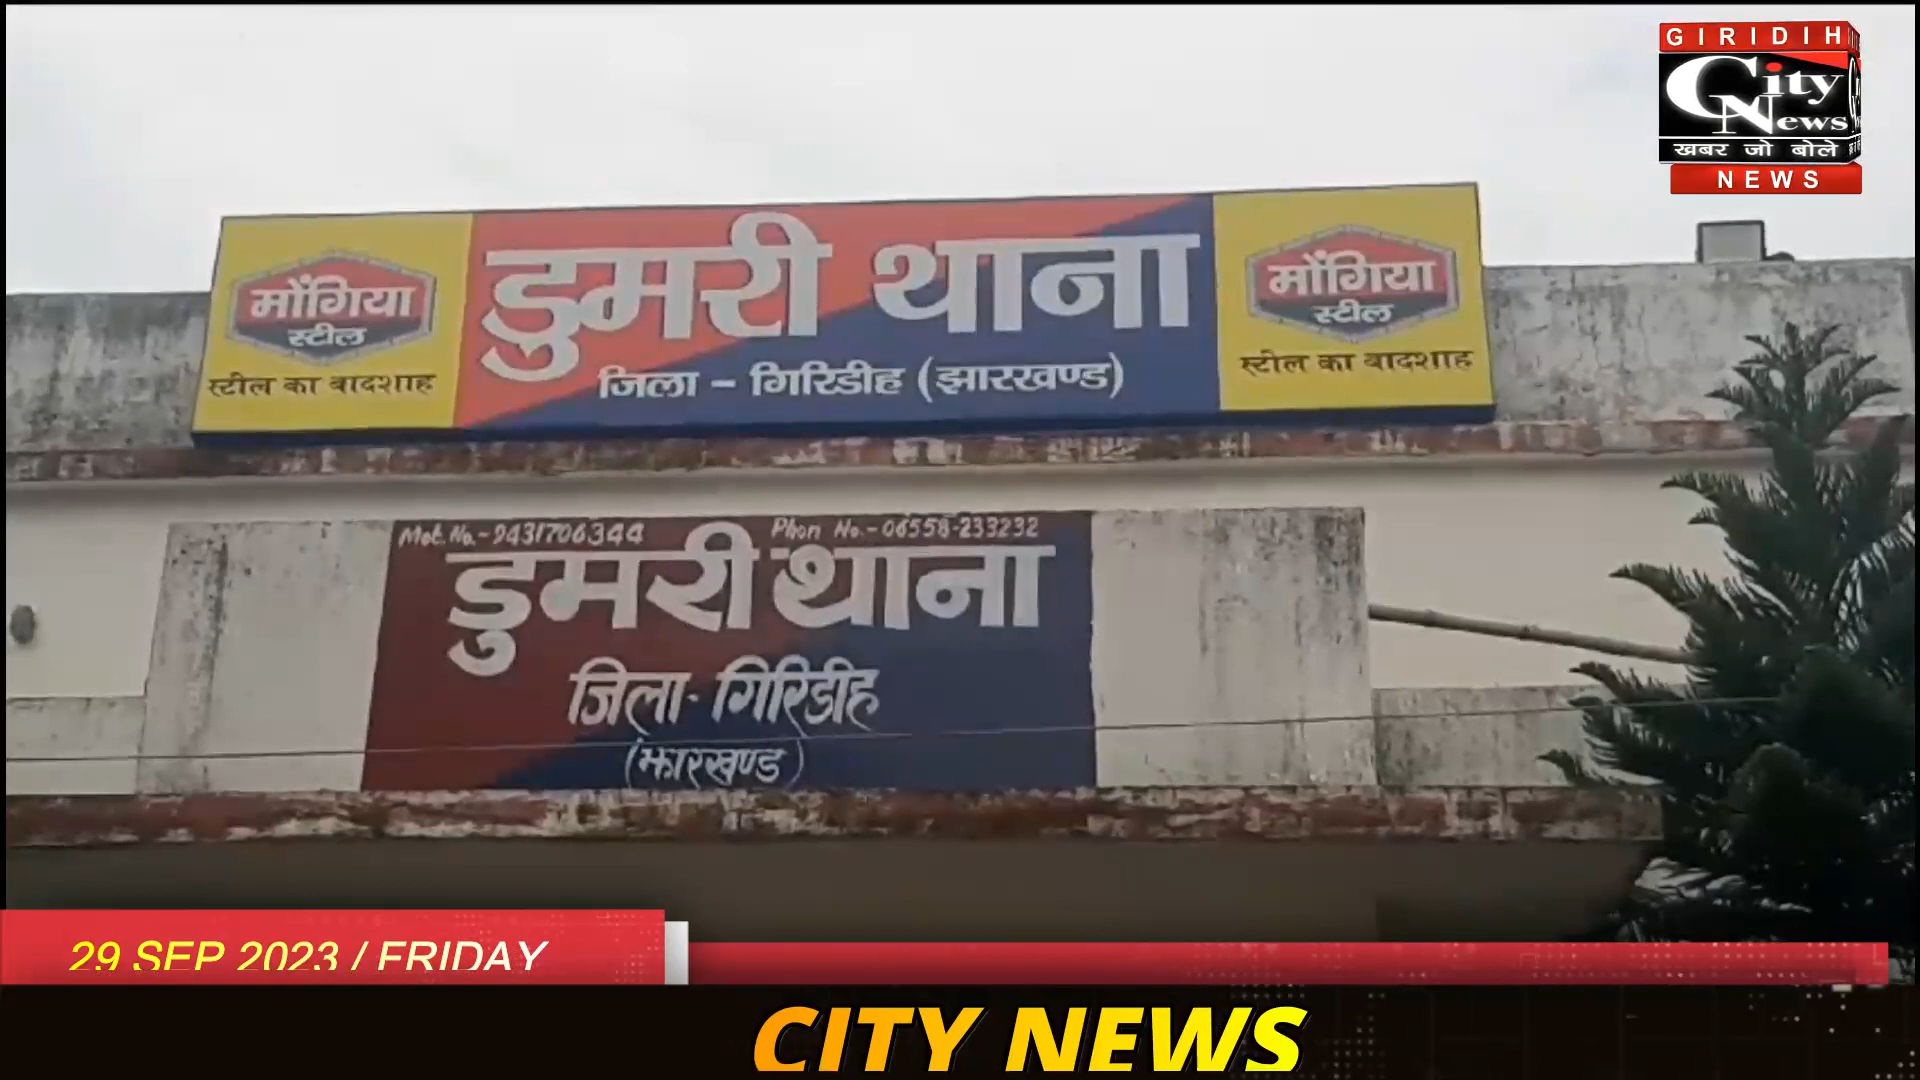 GIRIDIH
City
News
खबर जो बोले
NEWS
मोंगिया
स्टील
स्टील का बादशाह
डुमरी थाना
जिला - गिरिडीह (झारखण्ड)
मोंगिया
स्टील
स्टील का बादशाह
Mob. No.-9431706344
Phon No.-06558-233232
डुमरी थाना
जिला- गिरिडीह
(झारखण्ड)
29 SEP 2023 / FRIDAY
CITY NEWS